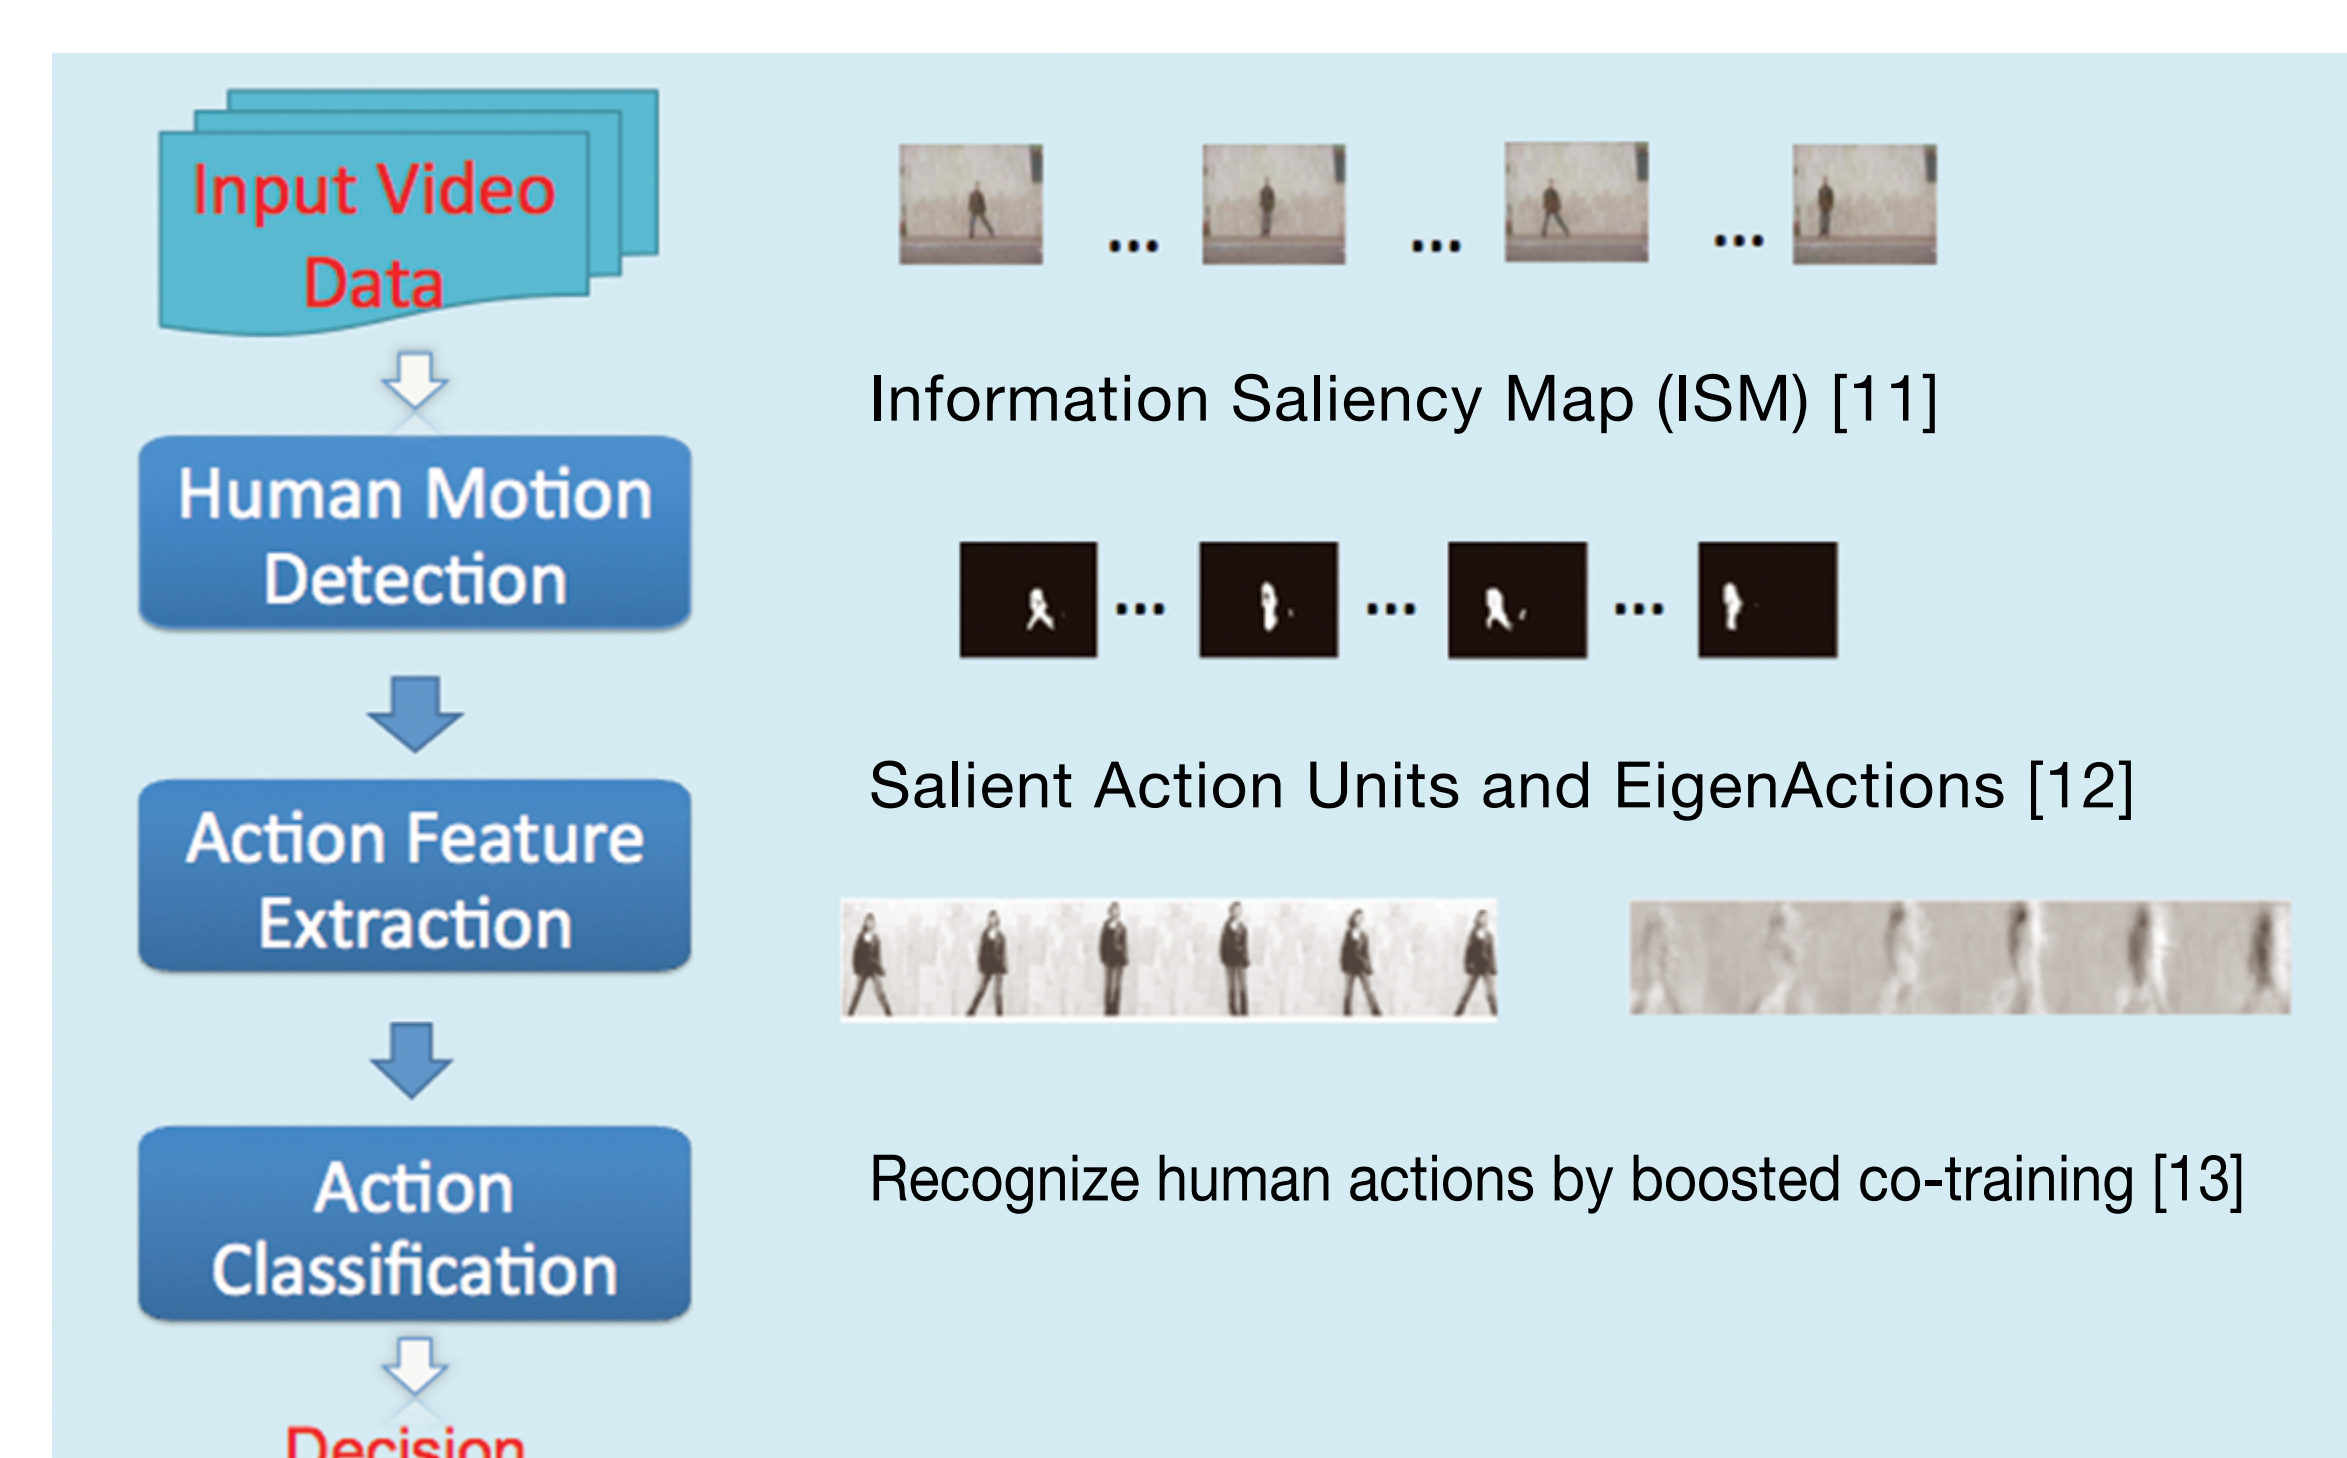 Input Video
Data
Information Saliency Map (ISM) [11]
Human Motion
Detection
... ... ...
... ... ...
Salient Action Units and EigenActions [12]
Action Feature
Extraction
Recognize human actions by boosted co-training [13]
Action
Classification
Decision